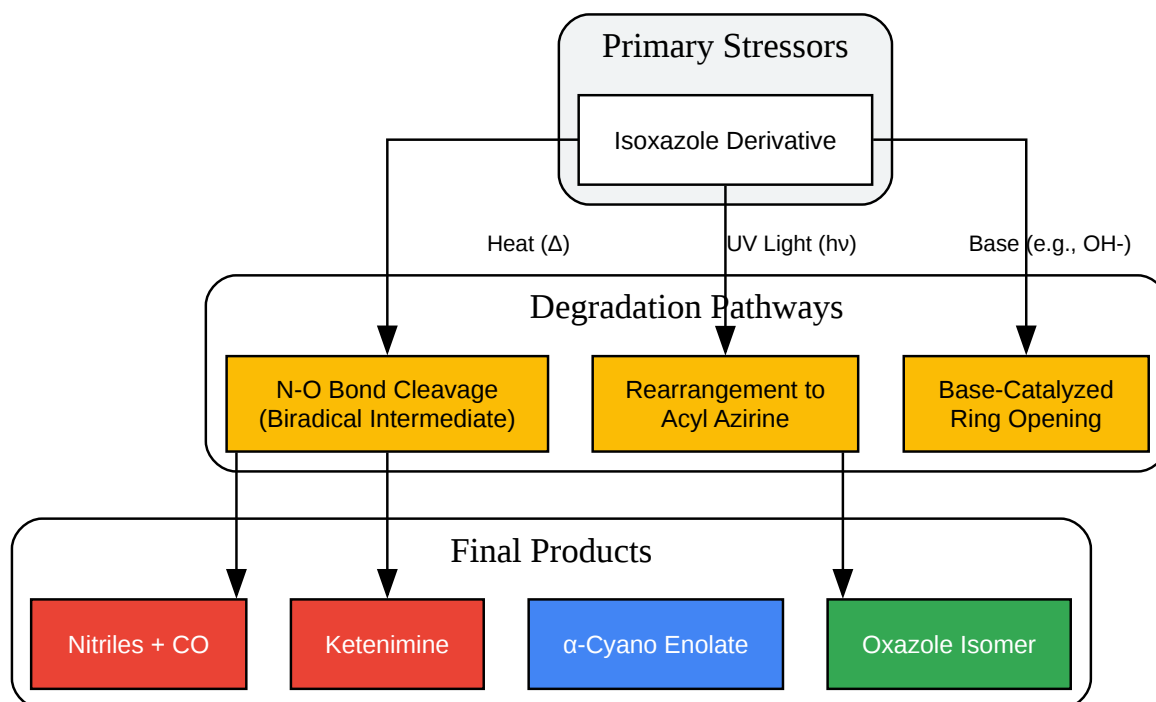 Primary Stressors
Isoxazole Derivative
Heat (Δ)
UV Light (hν)
Base (e.g., OH-)
Degradation Pathways
N-O Bond Cleavage
(Biradical Intermediate)
Rearrangement to
Acyl Azirine
Base-Catalyzed
Ring Opening
Final Products
Nitriles + CO
Ketenimine
α-Cyano Enolate
Oxazole Isomer